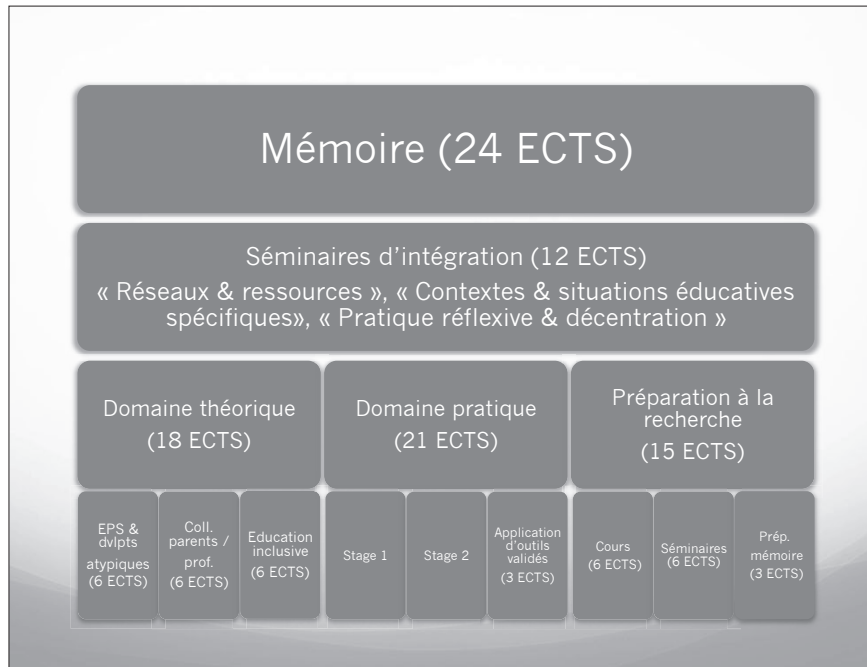 Mémoire (24 ECTS)
Séminaires d'intégration (12 ECTS)
« Réseaux & ressources », « Contextes & situations éducatives
spécifiques», « Pratique réflexive & décentration »
Domaine théorique
(18 ECTS)
Domaine pratique
(21 ECTS)
Préparation à la
recherche
(15 ECTS)
EPS &
dvlpts
atypiques
(6 ECTS)
Coll.
parents /
prof.
(6 ECTS)
Education
inclusive
(6 ECTS)
Stage 1
Stage 2
Application
d'outils
validés
(3 ECTS)
Cours
(6 ECTS)
Séminaires
(6 ECTS)
Prép.
mémoire
(3 ECTS)